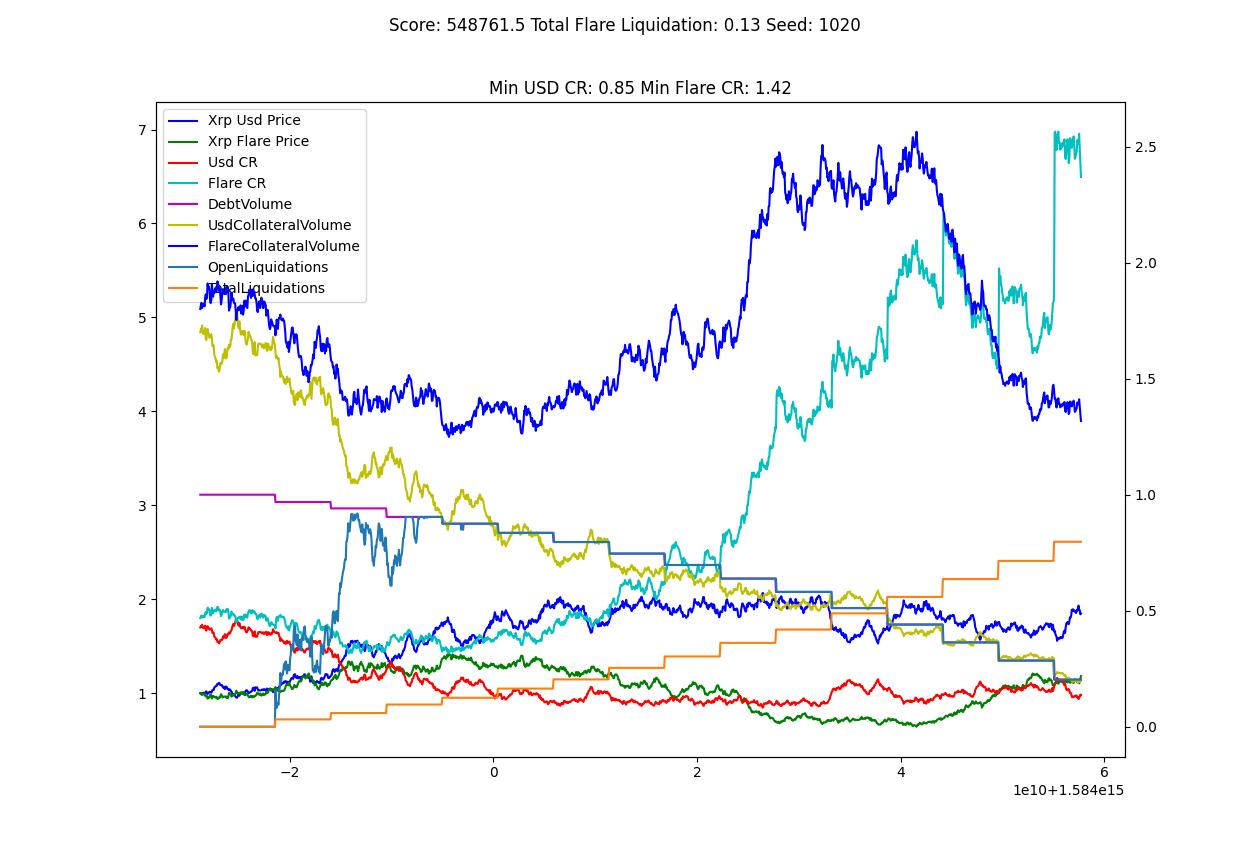 Score: 548761.5 Total Flare Liquidation: 0.13 Seed: 1020
Min USD CR: 0.85 Min Flare CR: 1.42
Xrp Usd Price
Xrp Flare Price
Usd CR
Flare CR
DebtVolume
UsdCollateralVolume
FlareCollateralVolume
OpenLiquidations
TotalLiquidations
7
6
5
4
3
2
1
2.5
2.0
1.5
1.0
0.5
0.0
−2
0
2
4
6
1e10+1.584e15